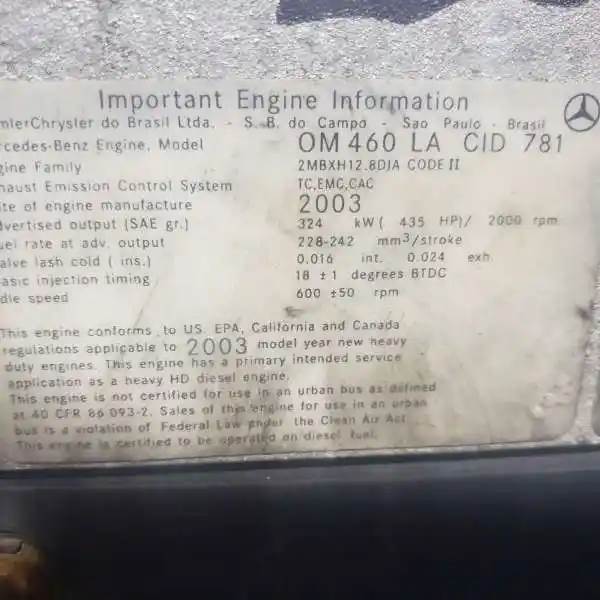 Important Engine Information
mlerChrysler do Brasil Ltda. - S. B. do Campo - Sao Paulo - Brasil
rcedes-Benz Engine, Model OM 460 LA CID 781
gine Family 2MBXH12.8DJA CODE II
haust Emission Control System TC,EMC,CAC
te of engine manufacture 2003
dvertised output (SAE gr.) 324 kW ( 435 HP)/ 2000 rpm
uel rate at adv. output 228-242 mm³/stroke
alve lash cold ( ins.) 0.016 int. 0.024 exh.
asic injection timing 18 ±1 degrees BTDC
dle speed 600 ±50 rpm
This engine conforms to US. EPA, California and Canada
regulations applicable to 2003 model year new heavy
duty engines. This engine has a primary intended service
application as a heavy HD diesel engine.
This engine is not certified for use in an urban bus as defined
at 40 CFR 86 093-2. Sales of this engine for use in an urban
bus is a violation of Federal Law under the Clean Air Act.
This engine is certified to be operated on diesel fuel.